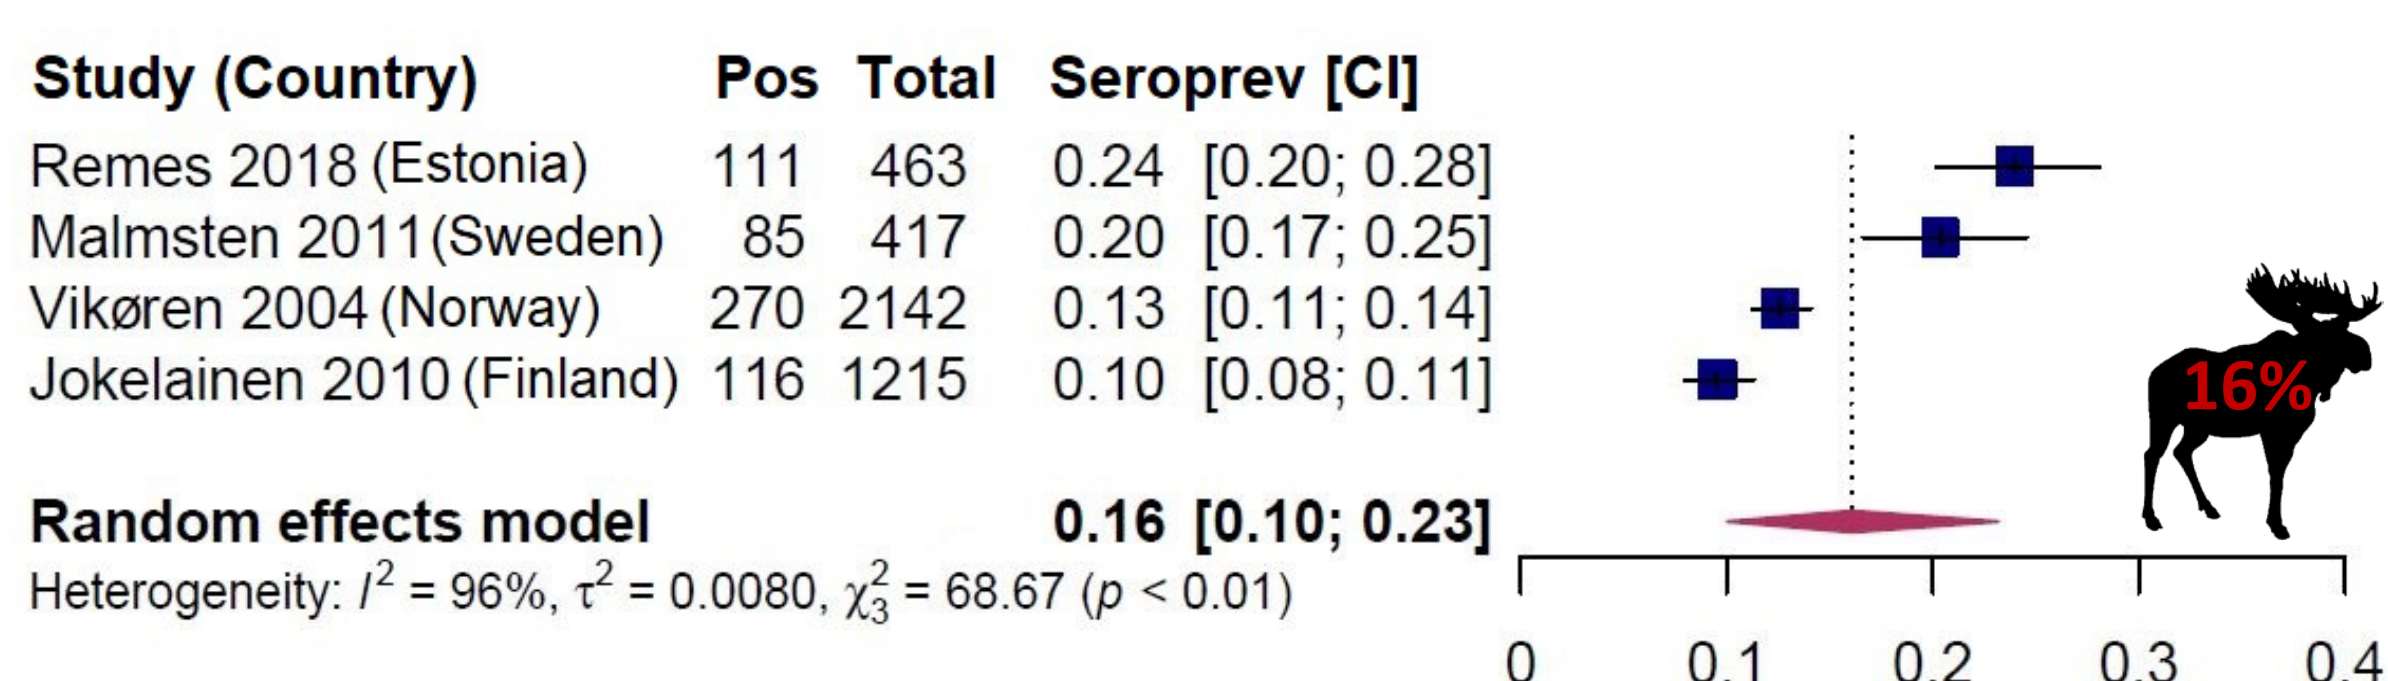 Study (Country) Pos Total Seroprev [CI]
Remes 2018 (Estonia) 111 463 0.24 [0.20; 0.28]
Malmsten 2011 (Sweden) 85 417 0.20 [0.17; 0.25]
Vikøren 2004 (Norway) 270 2142 0.13 [0.11; 0.14]
Jokelainen 2010 (Finland) 116 1215 0.10 [0.08; 0.11]
16%
Random effects model 0.16 [0.10; 0.23]
Heterogeneity: I² = 96%, τ² = 0.0080, χ²₃ = 68.67 (p < 0.01)
0 0.1 0.2 0.3 0.4